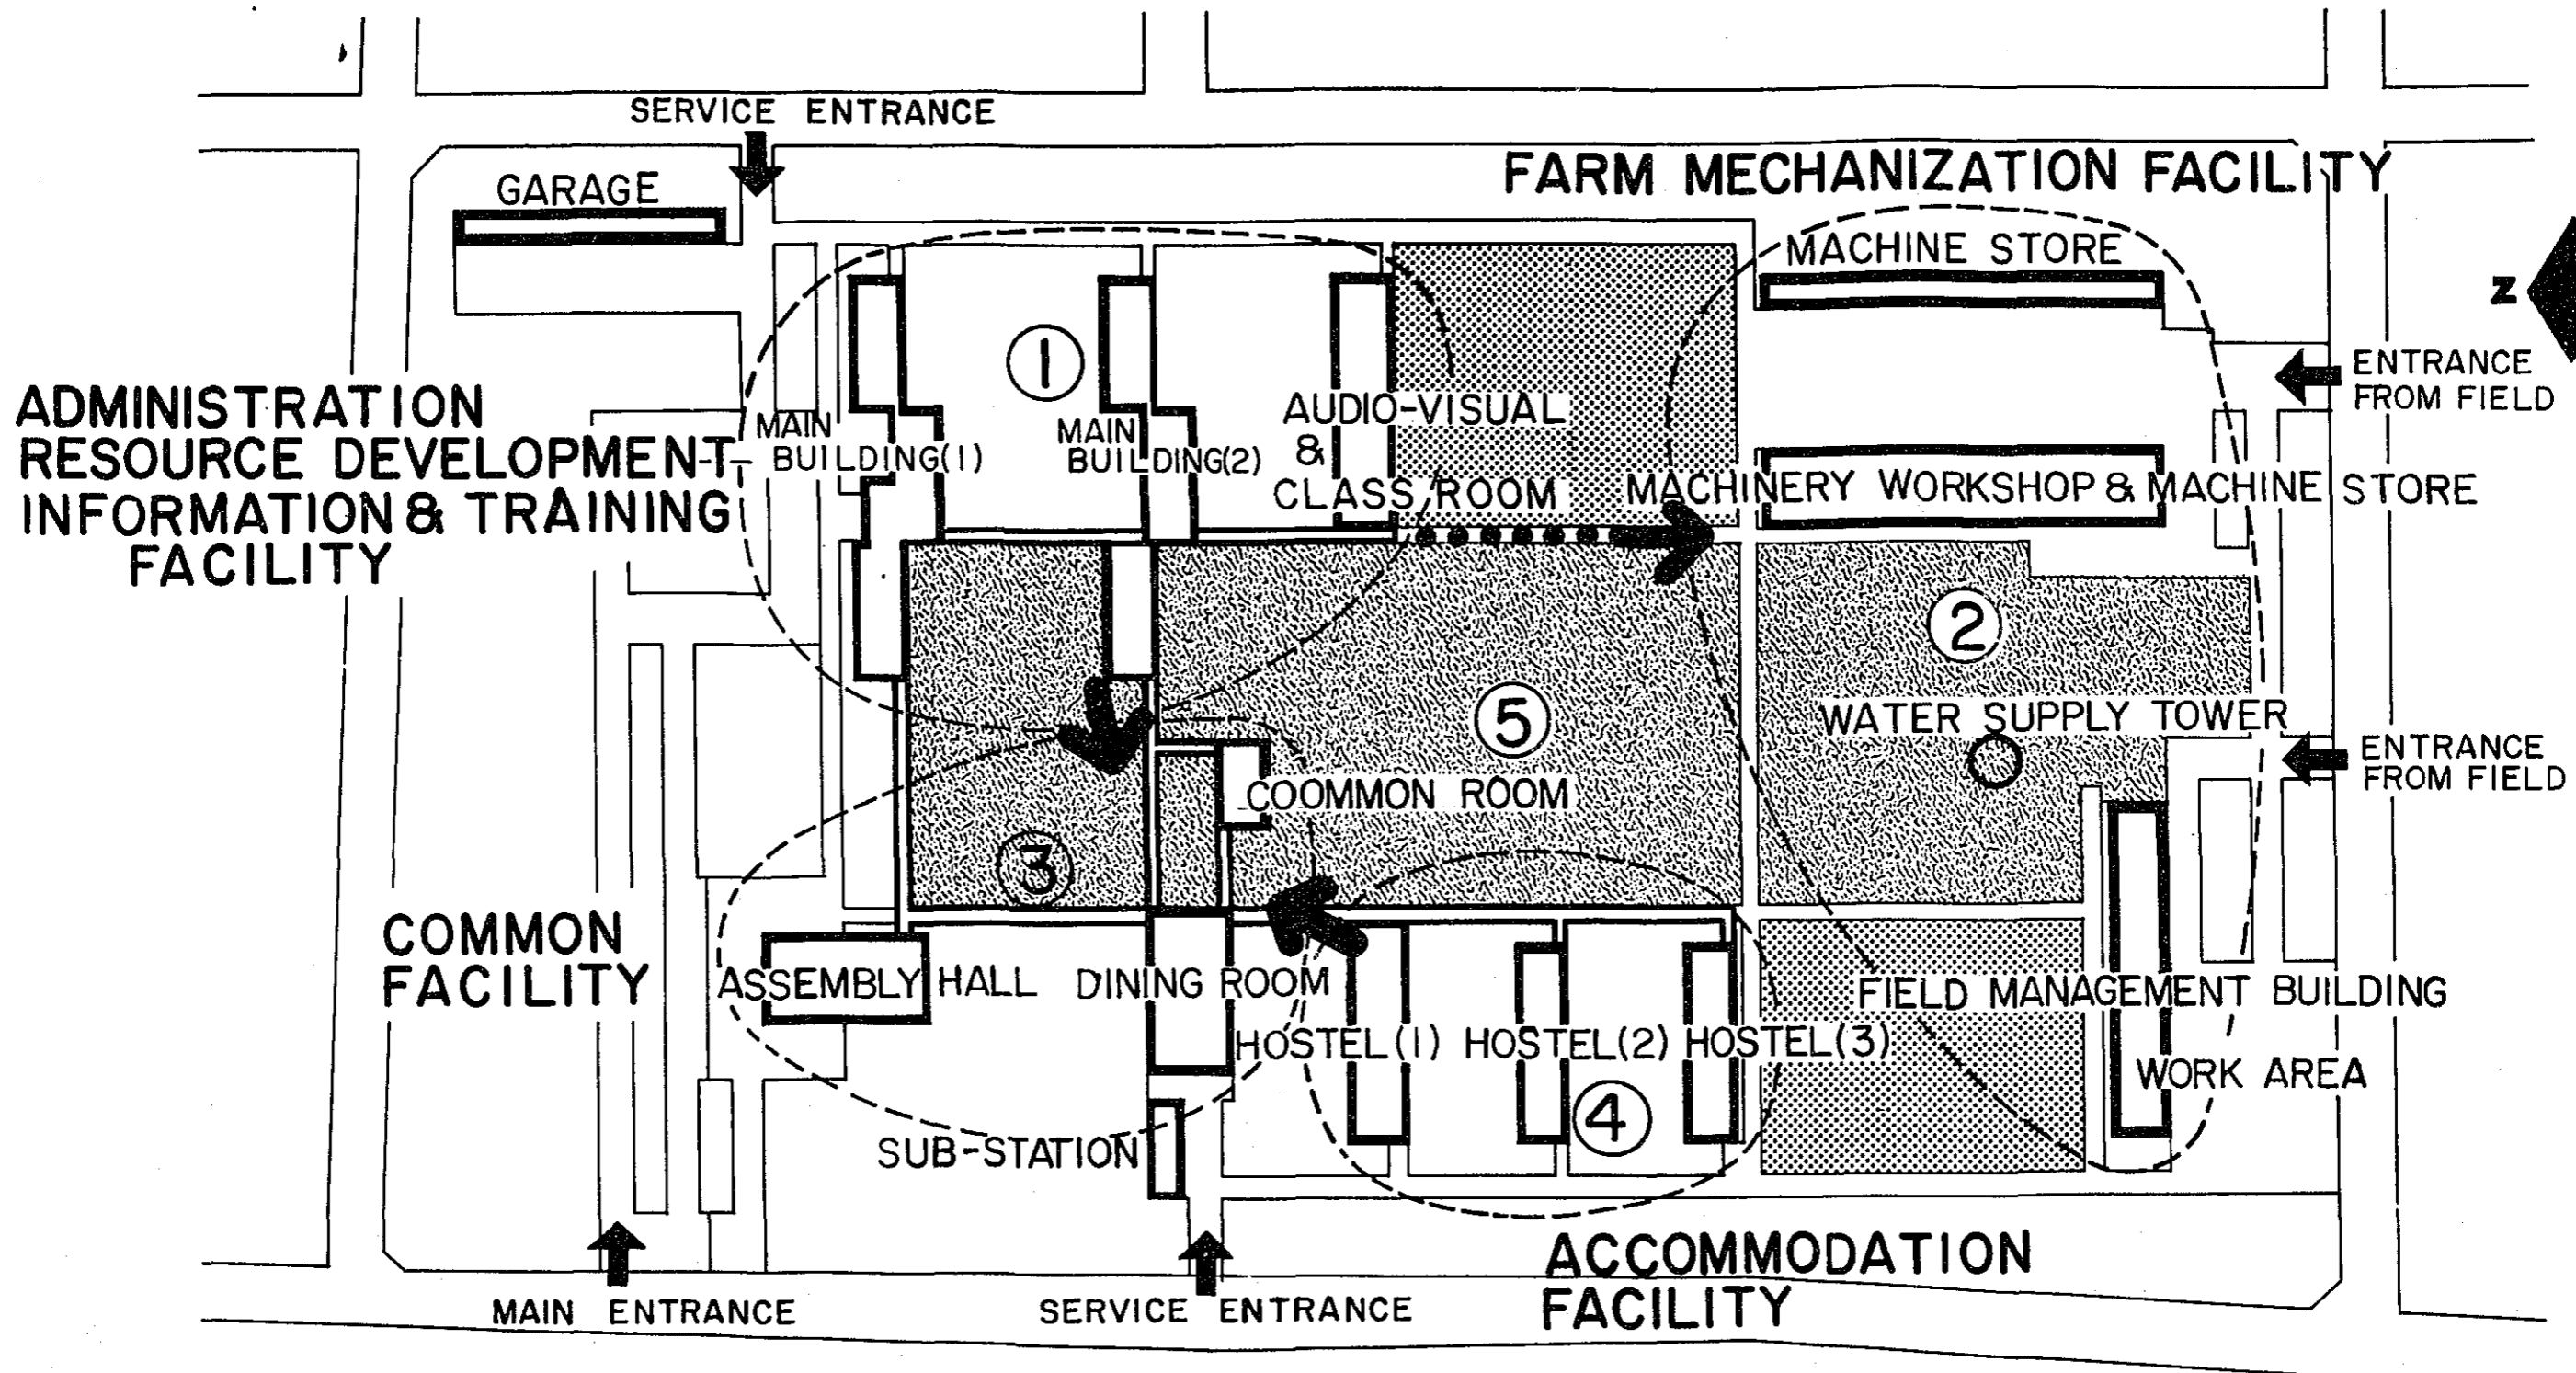 SERVICE ENTRANCE
FARM MECHANIZATION FACILITY
GARAGE
MACHINE STORE
Z
①
ENTRANCE
FROM FIELD
ADMINISTRATION
RESOURCE DEVELOPMENT
INFORMATION & TRAINING
FACILITY
MAIN
BUILDING(1)
MAIN
BUILDING(2)
AUDIO-VISUAL
&
CLASS ROOM
MACHINERY WORKSHOP & MACHINE STORE
②
⑤
WATER SUPPLY TOWER
ENTRANCE
FROM FIELD
COOMMON ROOM
③
COMMON
FACILITY
ASSEMBLY HALL
DINING ROOM
FIELD MANAGEMENT BUILDING
HOSTEL(1)
HOSTEL(2)
HOSTEL(3)
WORK AREA
④
SUB-STATION
ACCOMMODATION
FACILITY
MAIN ENTRANCE
SERVICE ENTRANCE